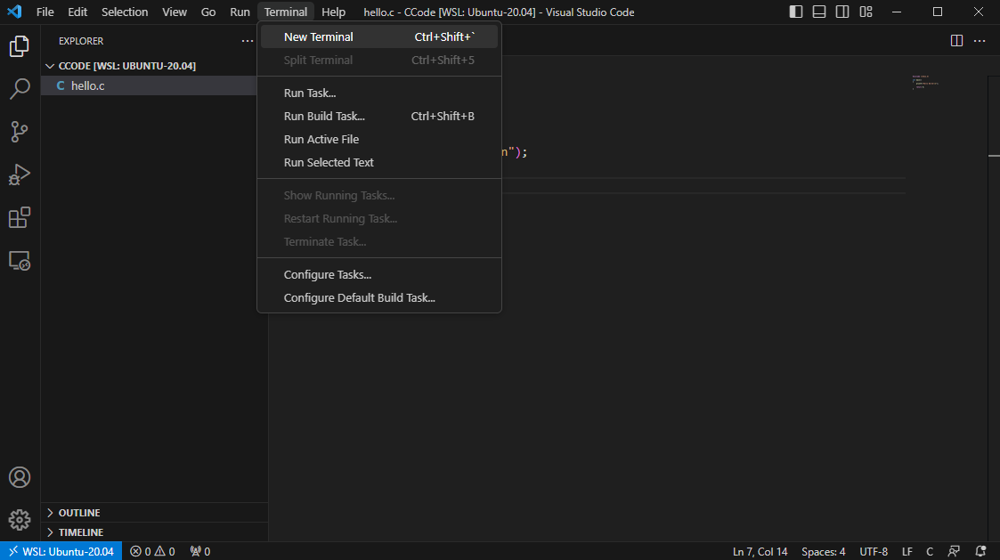 File Edit Selection View Go Run Terminal Help hello.c - CCode [WSL: Ubuntu-20.04] - Visual Studio Code
EXPLORER
CCODE [WSL: UBUNTU-20.04]
C hello.c
New Terminal Ctrl+Shift+`
Split Terminal Ctrl+Shift+5
Run Task...
Run Build Task... Ctrl+Shift+B
Run Active File
Run Selected Text
Show Running Tasks...
Restart Running Task...
Terminate Task...
Configure Tasks...
Configure Default Build Task...
n");
OUTLINE
TIMELINE
WSL: Ubuntu-20.04 0 0 0 Ln 7, Col 14 Spaces: 4 UTF-8 LF C